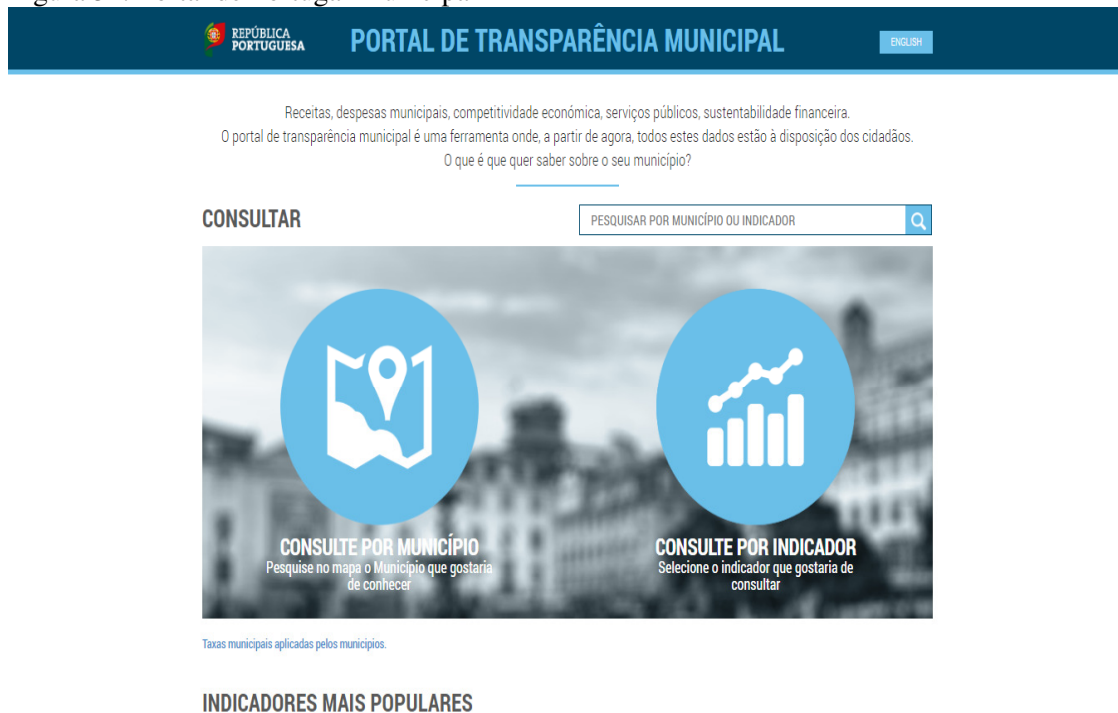 REPÚBLICA
PORTUGUESA
PORTAL DE TRANSPARÊNCIA MUNICIPAL
ENGLISH
Receitas, despesas municipais, competitividade económica, serviços públicos, sustentabilidade financeira.
O portal de transparência municipal é uma ferramenta onde, a partir de agora, todos estes dados estão à disposição dos cidadãos.
O que é que quer saber sobre o seu município?
CONSULTAR
PESQUISAR POR MUNICÍPIO OU INDICADOR
CONSULTE POR MUNICÍPIO
Pesquise no mapa o Município que gostaria
de conhecer
CONSULTE POR INDICADOR
Selecione o indicador que gostaria de
consultar
Taxas municipais aplicadas pelos municipios.
INDICADORES MAIS POPULARES